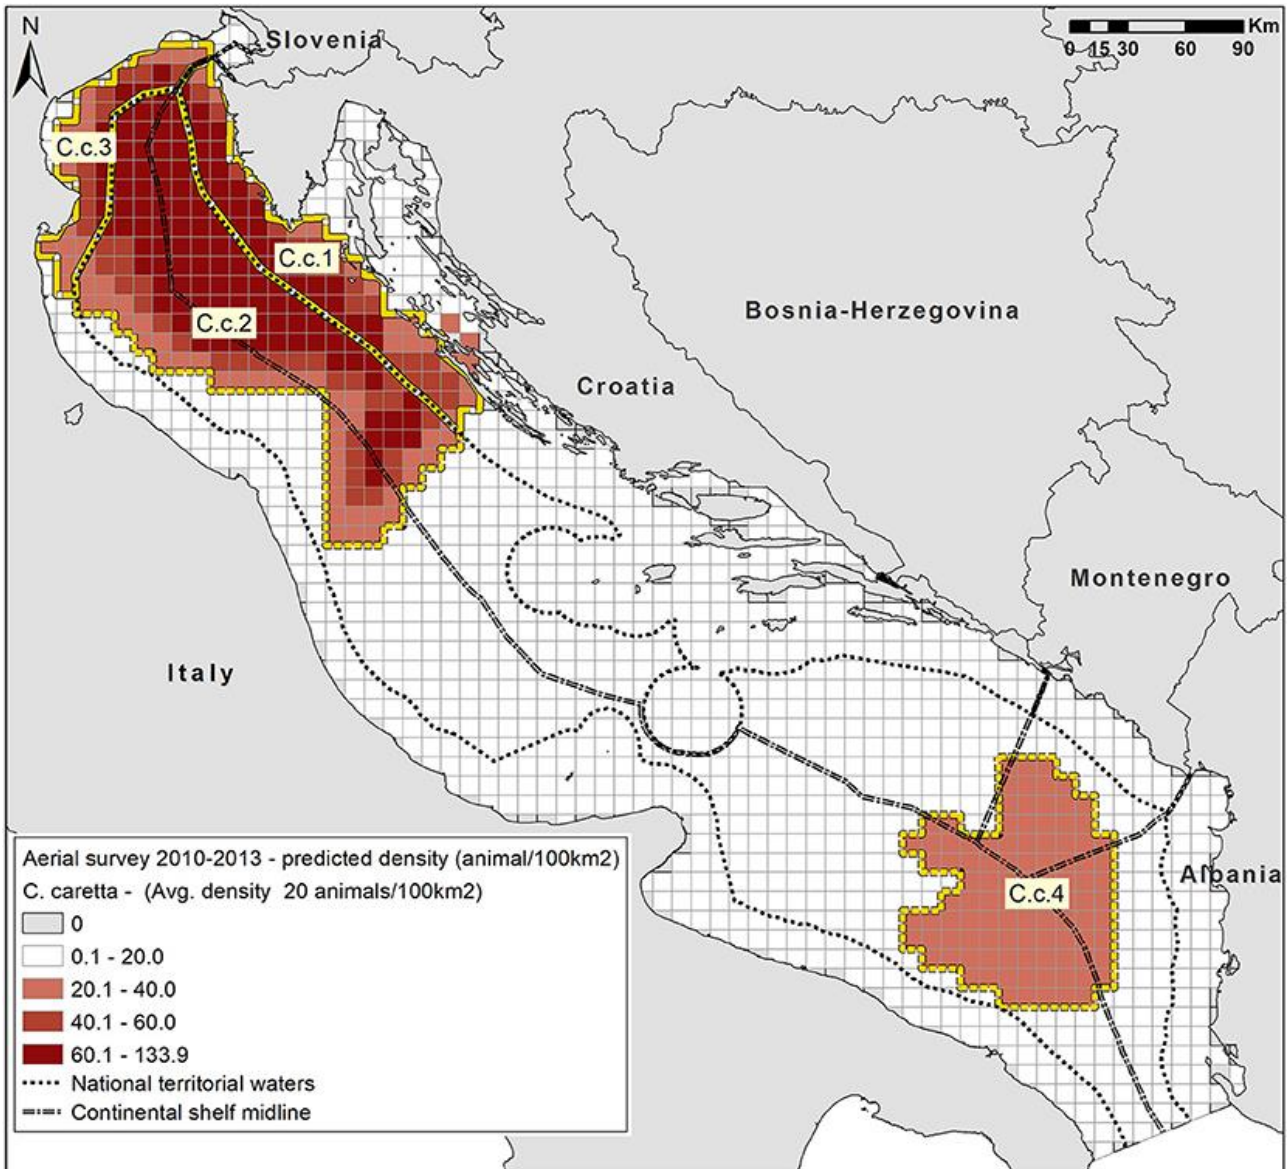 N
Slovenia
Km
0 15 30 60 90
C.c.3
C.c.1
C.c.2
Bosnia-Herzegovina
Croatia
Montenegro
Italy
Albania
C.c.4
Aerial survey 2010-2013 - predicted density (animal/100km2)
C. caretta - (Avg. density 20 animals/100km2)
0
0.1 - 20.0
20.1 - 40.0
40.1 - 60.0
60.1 - 133.9
National territorial waters
Continental shelf midline